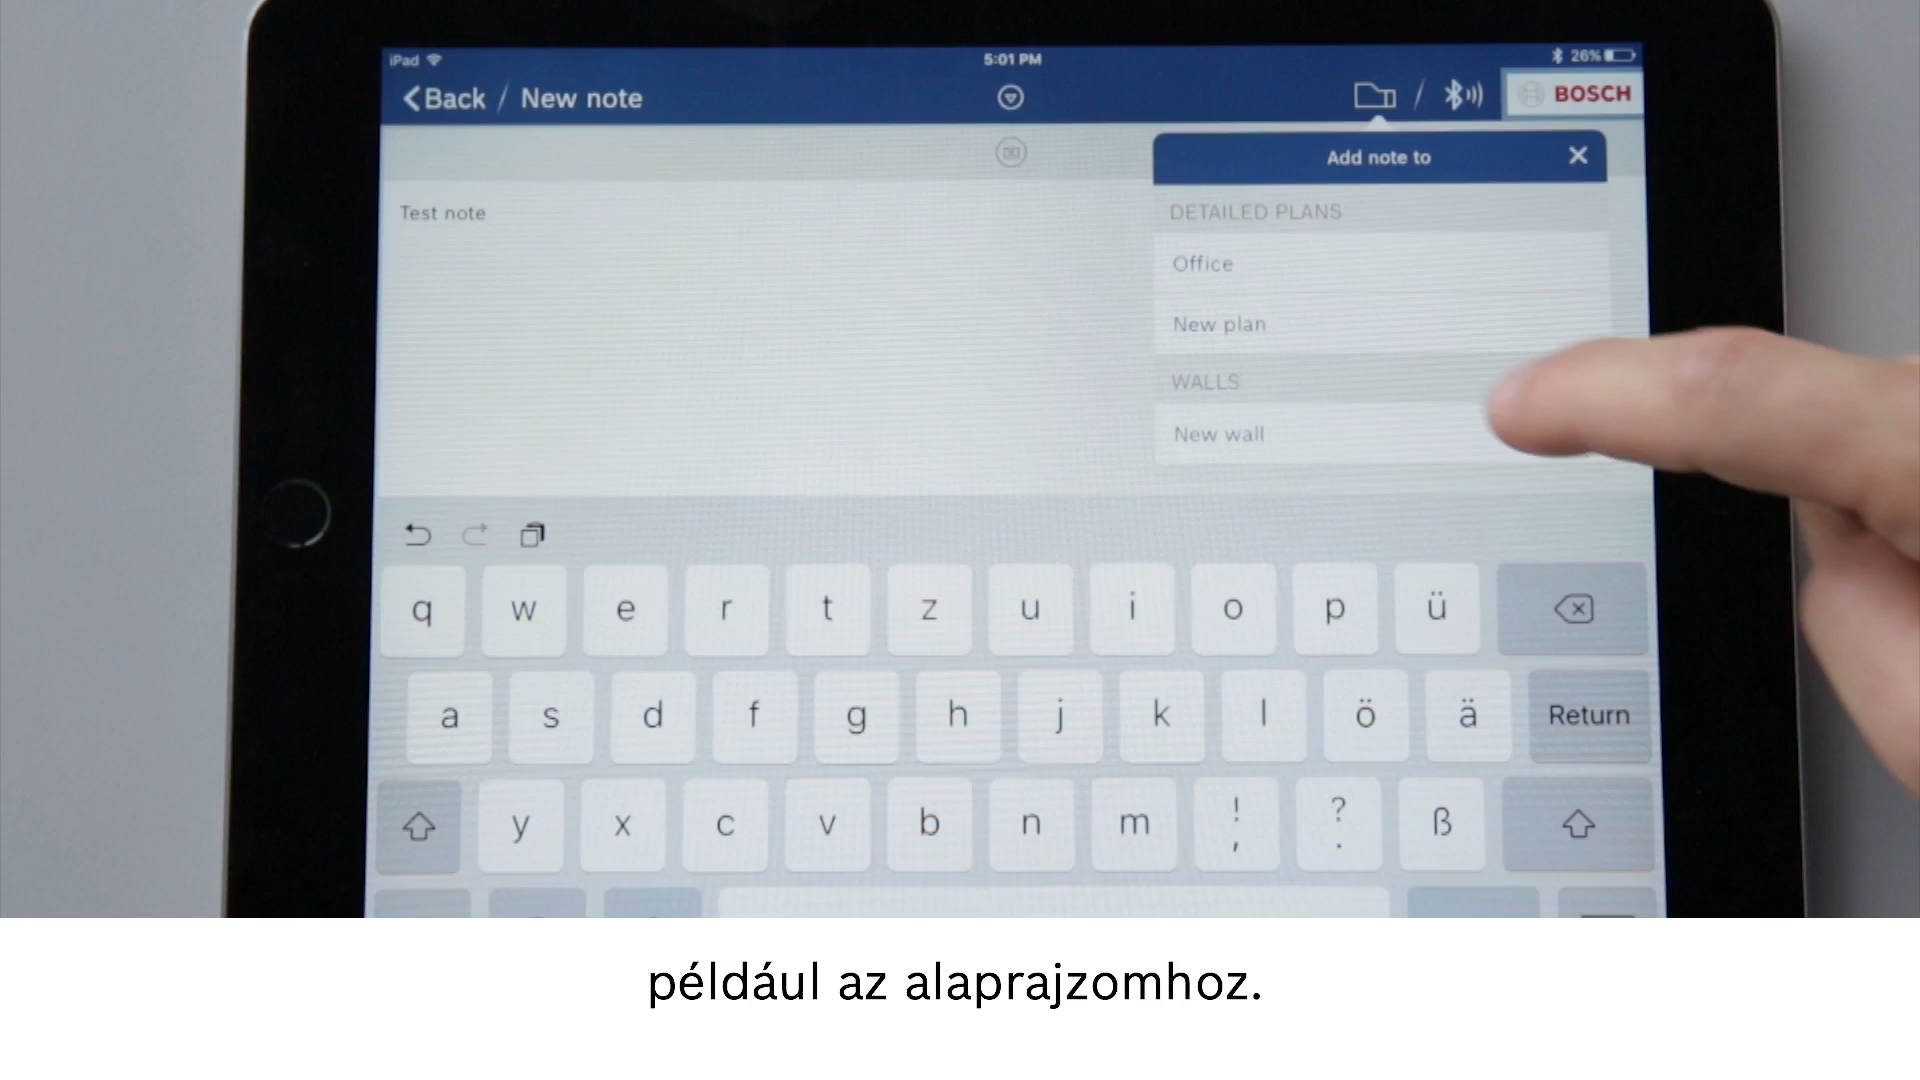 iPad 5:01 PM 26%
Back / New note / BOSCH
Add note to
Test note
DETAILED PLANS
Office
New plan
WALLS
New wall
q w e r t z u i o p ü
a s d f g h j k l ö ä Return
y x c v b n m ! , ? . ß
például az alaprajzomhoz.